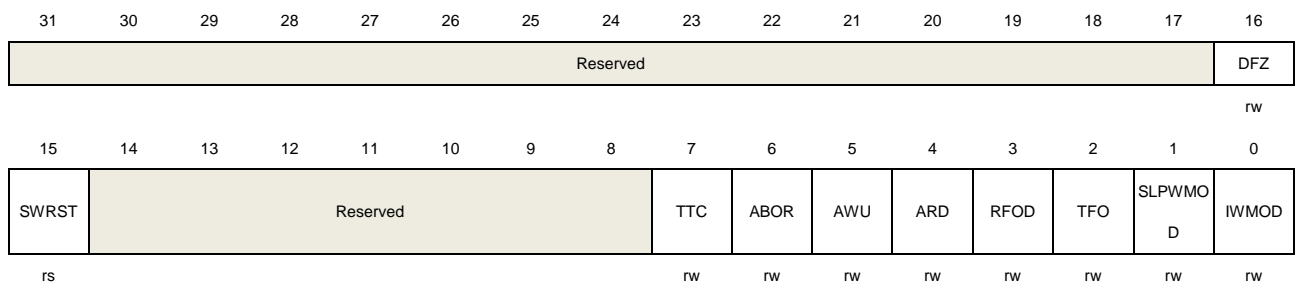 31 30 29 28 27 26 25 24 23 22 21 20 19 18 17 16
Reserved DFZ
rw
15 14 13 12 11 10 9 8 7 6 5 4 3 2 1 0
SWRST Reserved TTC ABOR AWU ARD RFOD TFO SLPWMO
D IWMOD
rs rw rw rw rw rw rw rw rw